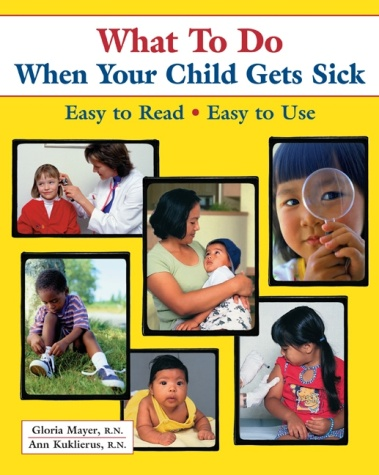 What To Do
When Your Child Gets Sick
Easy to Read • Easy to Use
Gloria Mayer, R.N.
Ann Kuklierus, R.N.